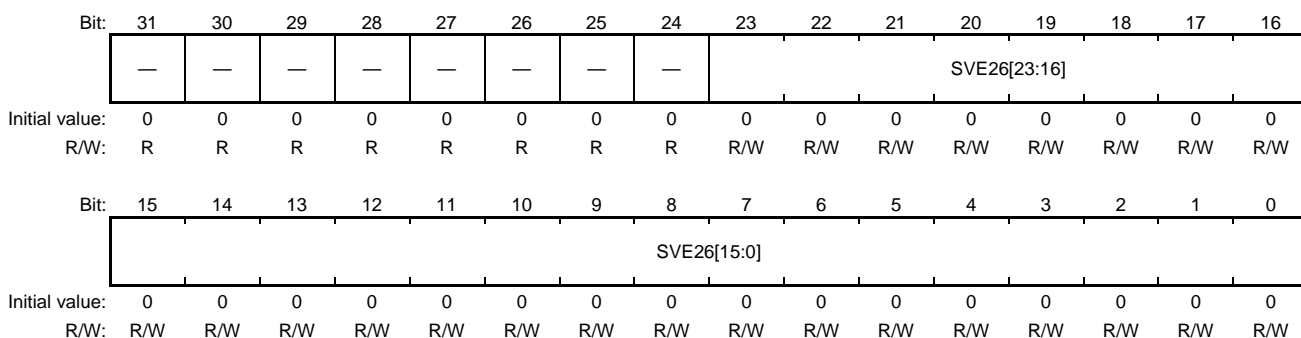 Bit: 31 30 29 28 27 26 25 24 23 22 21 20 19 18 17 16
— — — — — — — — SVE26[23:16]
Initial value: 0 0 0 0 0 0 0 0 0 0 0 0 0 0 0 0
R/W: R R R R R R R R R/W R/W R/W R/W R/W R/W R/W R/W
Bit: 15 14 13 12 11 10 9 8 7 6 5 4 3 2 1 0
SVE26[15:0]
Initial value: 0 0 0 0 0 0 0 0 0 0 0 0 0 0 0 0
R/W: R/W R/W R/W R/W R/W R/W R/W R/W R/W R/W R/W R/W R/W R/W R/W R/W